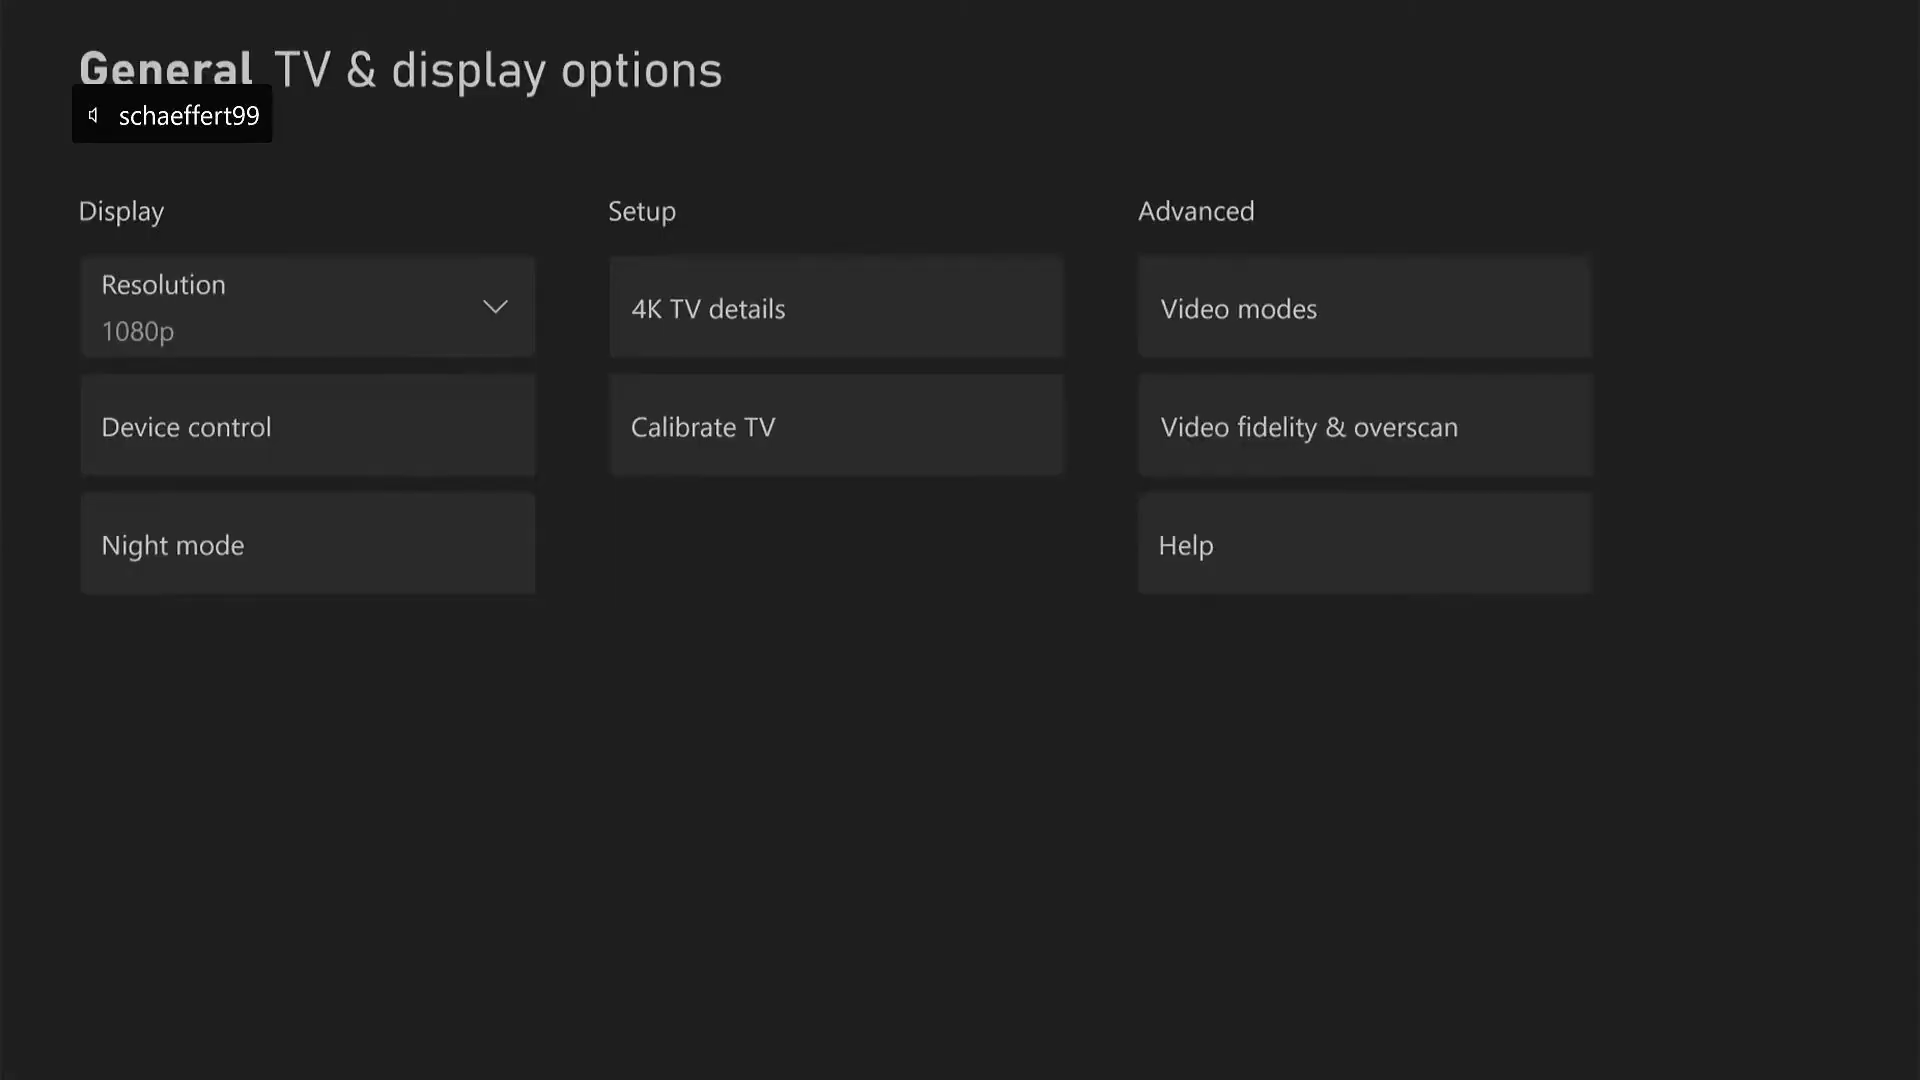 General TV & display options
schaeffert99
Display
Setup
Advanced
Resolution
1080p
4K TV details
Video modes
Device control
Calibrate TV
Video fidelity & overscan
Night mode
Help